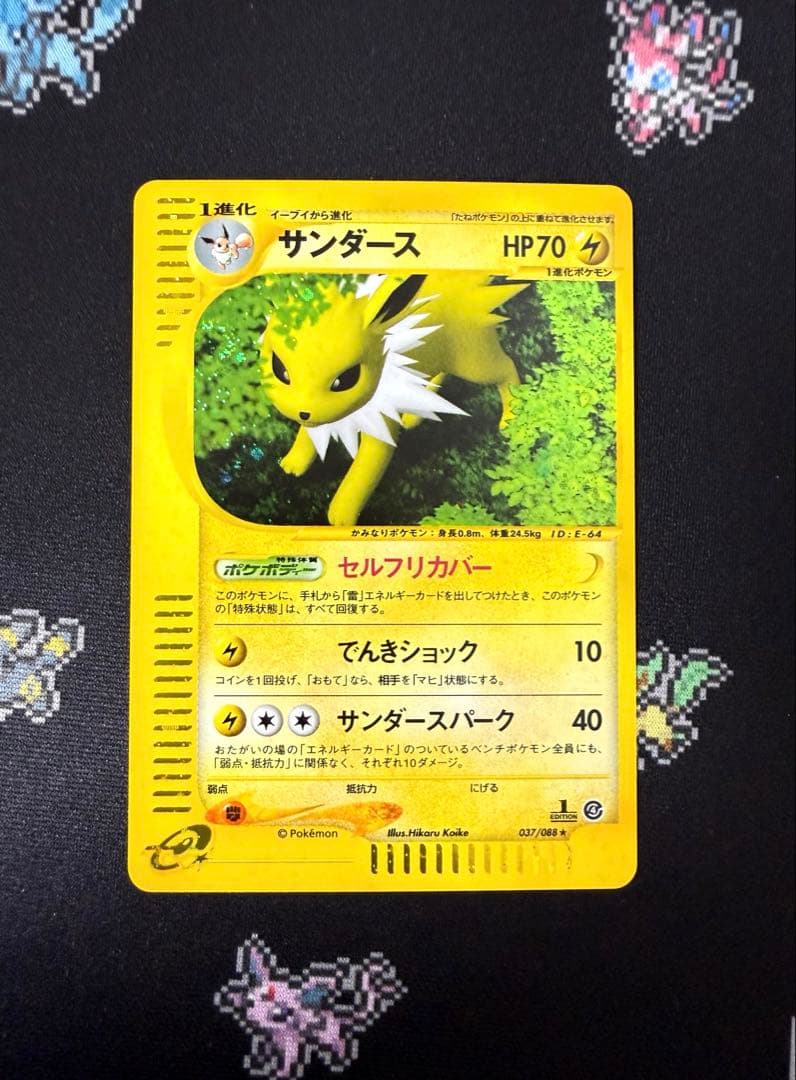 1進化
イーブイから進化
「たねポケモン」の上に重ねて進化させます。
サンダース
HP70
1進化ポケモン
かみなりポケモン：身長0.8m、体重24.5kg ID:E-64
特殊体質
ポケボディー
セルフリカバー
このポケモンに、手札から「雷」エネルギーカードを出してつけたとき、このポケモン
の「特殊状態」は、すべて回復する。
でんきショック 10
コインを1回投げ、「おもて」なら、相手を「マヒ」状態にする。
サンダースパーク 40
おたがいの場の「エネルギーカード」のついているベンチポケモン全員にも、
「弱点・抵抗力」に関係なく、それぞれ10ダメージ。
弱点 抵抗力 にげる
1
EDITION
© Pokémon Illus.Hikaru Koike 037/088★